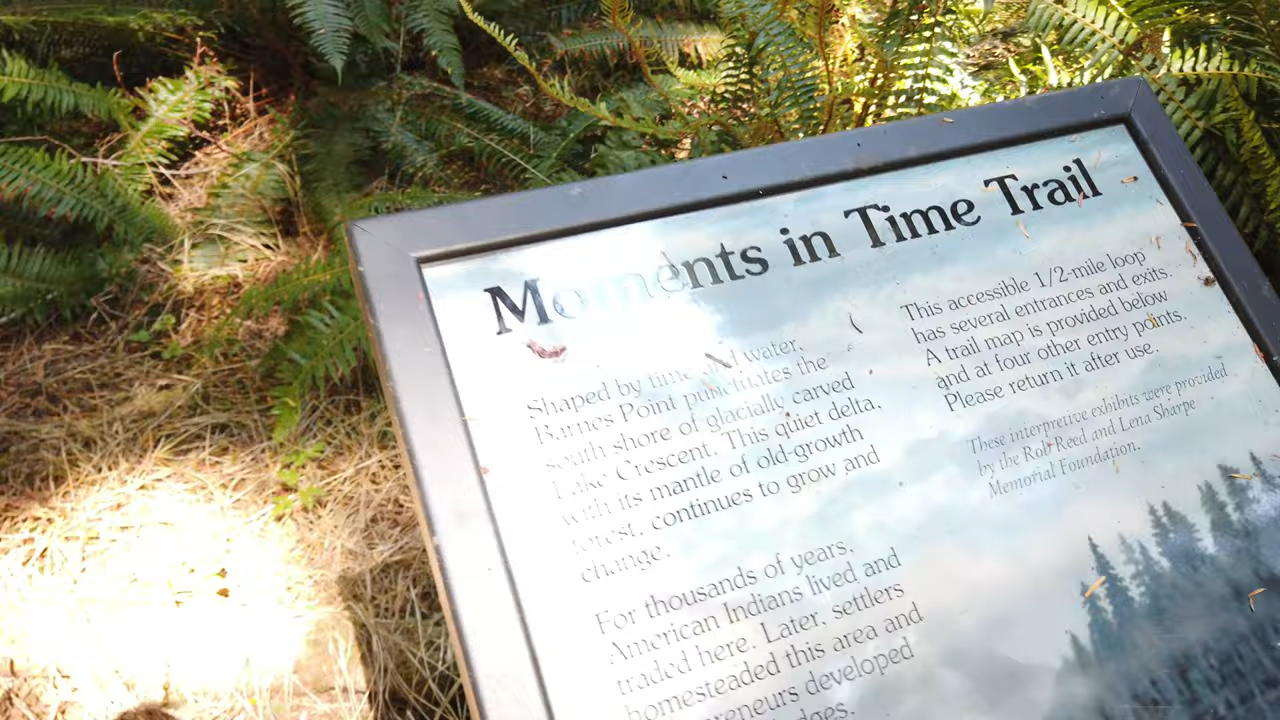 Moments in Time Trail
Shaped by time and water,
Barnes Point punctuates the
south shore of glacially carved
Lake Crescent. This quiet delta,
with its mantle of old-growth
forest, continues to grow and
change.
For thousands of years,
American Indians lived and
traded here. Later, settlers
homesteaded this area and
developed
This accessible 1/2-mile loop
has several entrances and exits.
A trail map is provided below
and at four other entry points.
Please return it after use.
These interpretive exhibits were provided
by the Rob Reed and Lena Sharpe
Memorial Foundation.